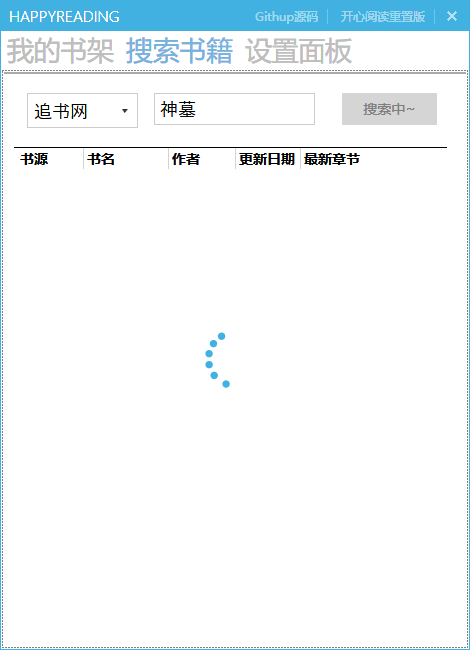 HAPPYREADING Githup源码 开心阅读重置版
我的书架 搜索书籍 设置面板
追书网 神墓 搜索中~
书源 书名 作者 更新日期 最新章节